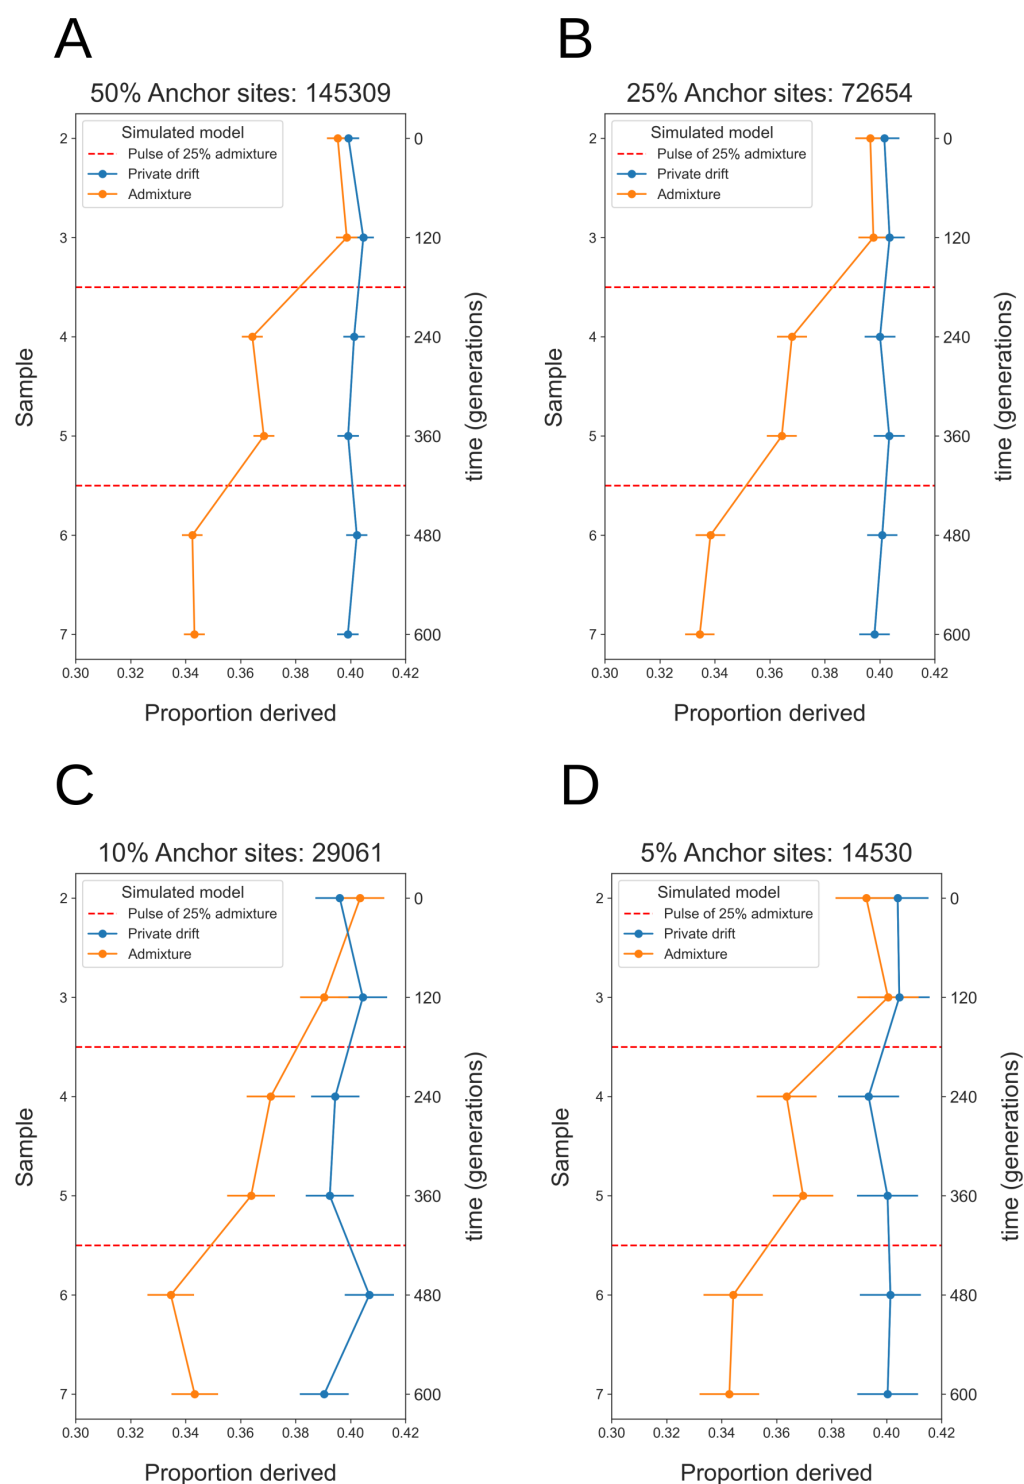 A
50% Anchor sites: 145309
Simulated model
Pulse of 25% admixture
Private drift
Admixture
2
3
4
5
6
7
Sample
0
120
240
360
480
600
time (generations)
0.30 0.32 0.34 0.36 0.38 0.40 0.42
Proportion derived
B
25% Anchor sites: 72654
Simulated model
Pulse of 25% admixture
Private drift
Admixture
2
3
4
5
6
7
Sample
0
120
240
360
480
600
time (generations)
0.30 0.32 0.34 0.36 0.38 0.40 0.42
Proportion derived
C
10% Anchor sites: 29061
Simulated model
Pulse of 25% admixture
Private drift
Admixture
2
3
4
5
6
7
Sample
0
120
240
360
480
600
time (generations)
0.30 0.32 0.34 0.36 0.38 0.40 0.42
Proportion derived
D
5% Anchor sites: 14530
Simulated model
Pulse of 25% admixture
Private drift
Admixture
2
3
4
5
6
7
Sample
0
120
240
360
480
600
time (generations)
0.30 0.32 0.34 0.36 0.38 0.40 0.42
Proportion derived